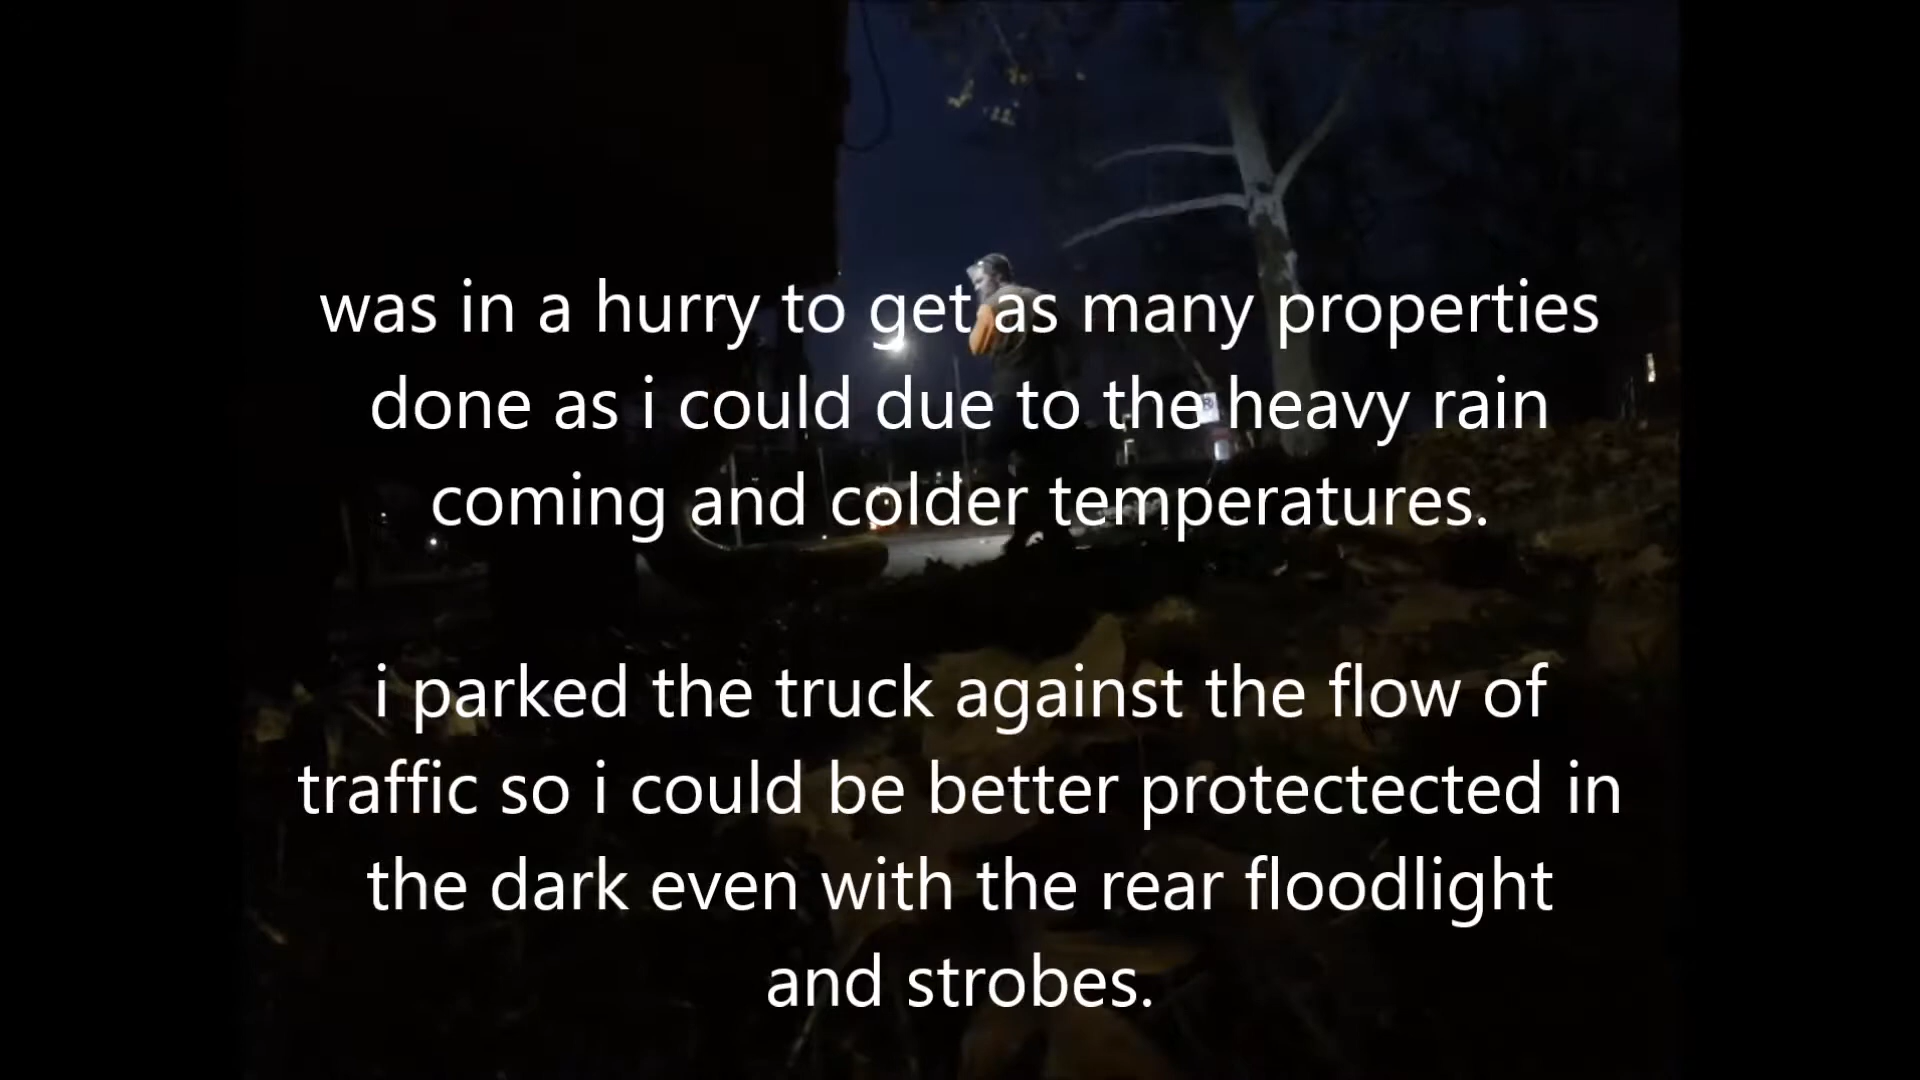 was in a hurry to get as many properties
done as i could due to the heavy rain
coming and colder temperatures.
i parked the truck against the flow of
traffic so i could be better protectected in
the dark even with the rear floodlight
and strobes.